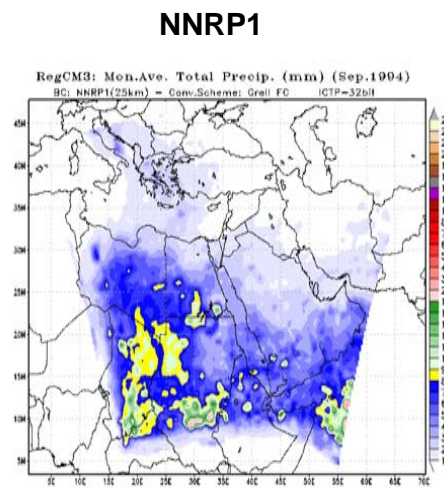 NNRP1
RegCM3: Mon.Ave. Total Precip. (mm) (Sep.1994)
BC: NNRP1(25km) – Conv.Scheme: Grell FC ICTP-32bit
45N
40N
35N
30N
25N
20N
15N
10N
5N
5E 10E 15E 20E 25E 30E 35E 40E 45E 50E 55E 60E 65E 70E